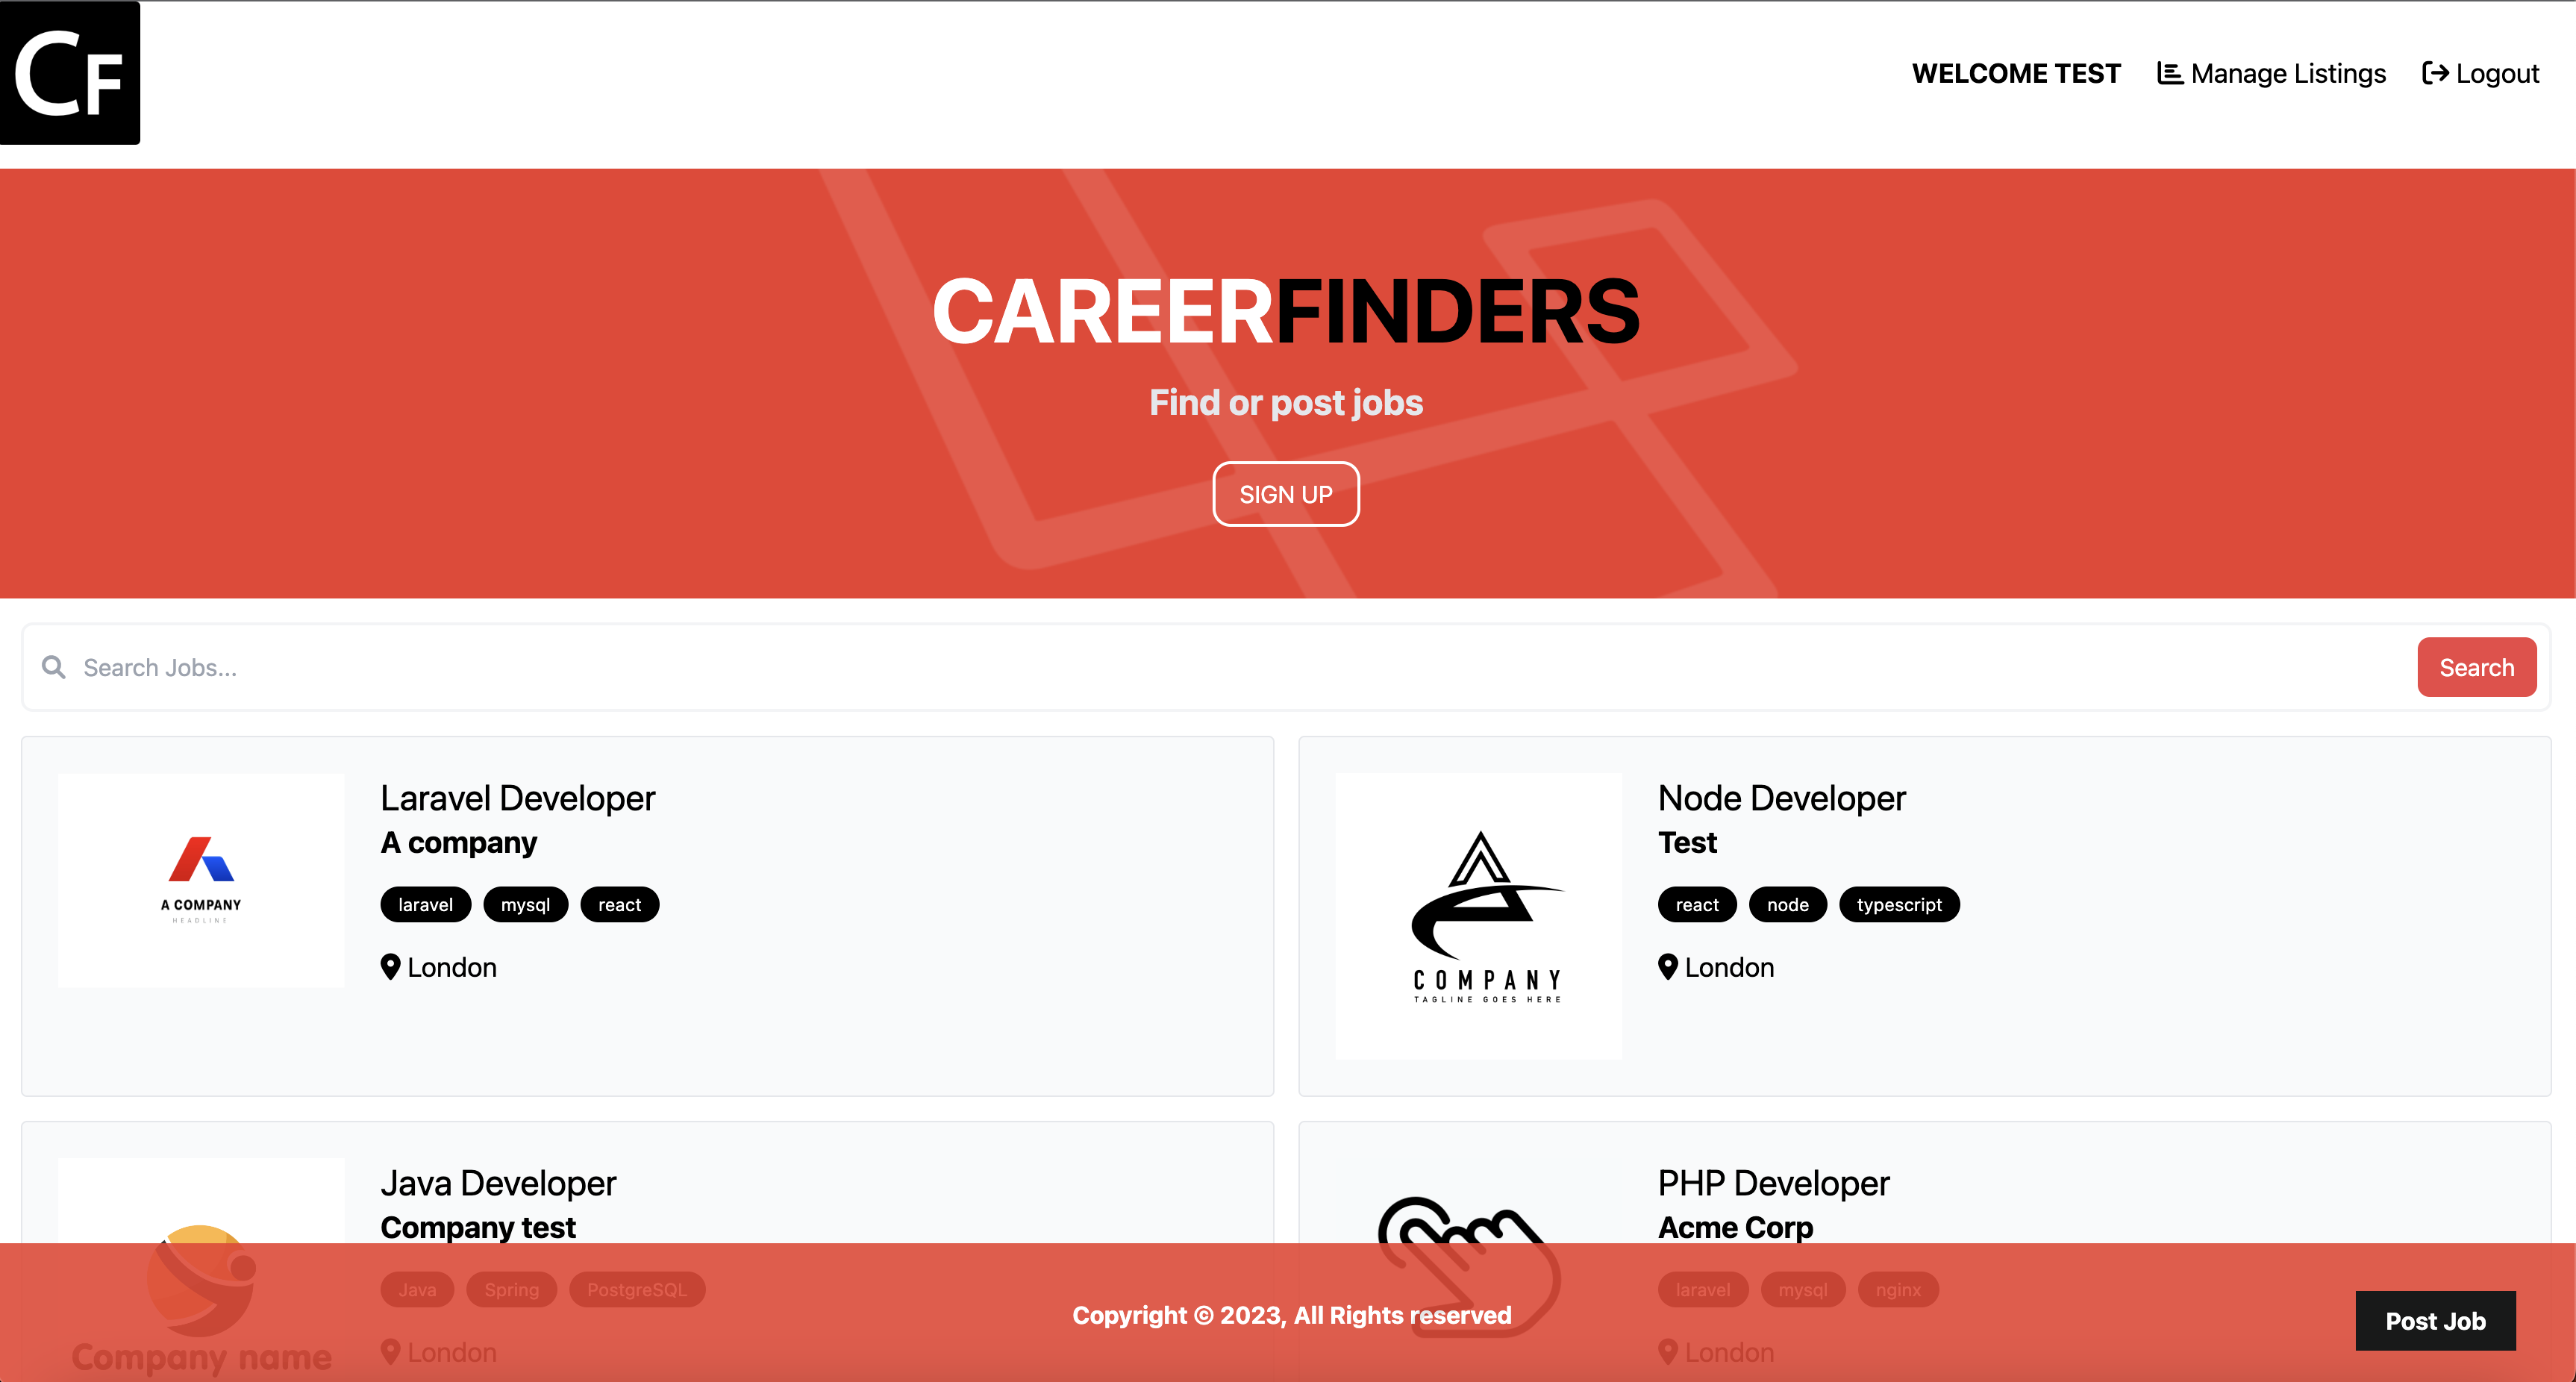 CF
WELCOME TEST Manage Listings Logout
CAREERFINDERS
Find or post jobs
SIGN UP
Search Jobs... Search
Laravel Developer
A company
laravel mysql react
London
A COMPANY
HEADLINE
Node Developer
Test
react node typescript
London
COMPANY
TAGLINE GOES HERE
Java Developer
Company test
Java Spring PostgreSQL
London
Company name
PHP Developer
Acme Corp
laravel mysql nginx
London
Copyright © 2023, All Rights reserved
Post Job